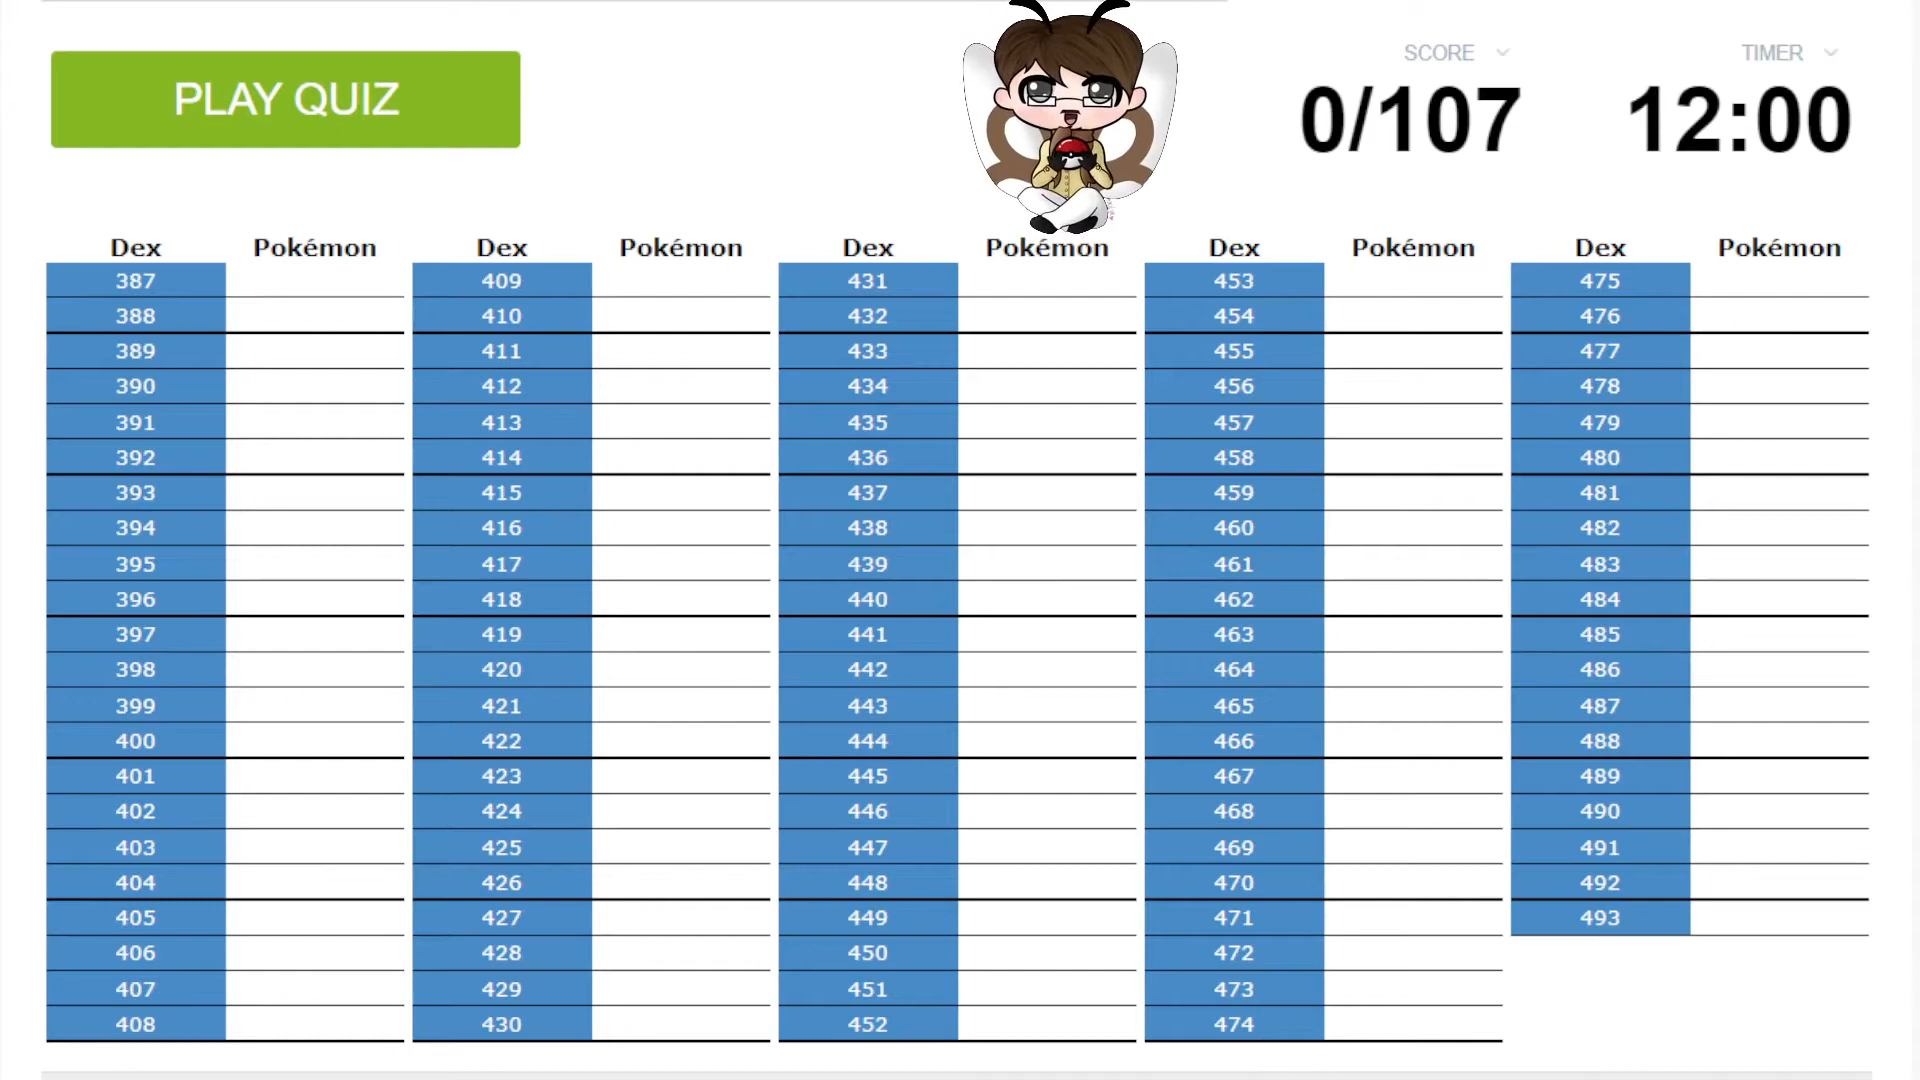 PLAY QUIZ
SCORE TIMER
0/107 12:00
Dex Pokémon Dex Pokémon Dex Pokémon Dex Pokémon Dex Pokémon
387 409 431 453 475
388 410 432 454 476
389 411 433 455 477
390 412 434 456 478
391 413 435 457 479
392 414 436 458 480
393 415 437 459 481
394 416 438 460 482
395 417 439 461 483
396 418 440 462 484
397 419 441 463 485
398 420 442 464 486
399 421 443 465 487
400 422 444 466 488
401 423 445 467 489
402 424 446 468 490
403 425 447 469 491
404 426 448 470 492
405 427 449 471 493
406 428 450 472
407 429 451 473
408 430 452 474